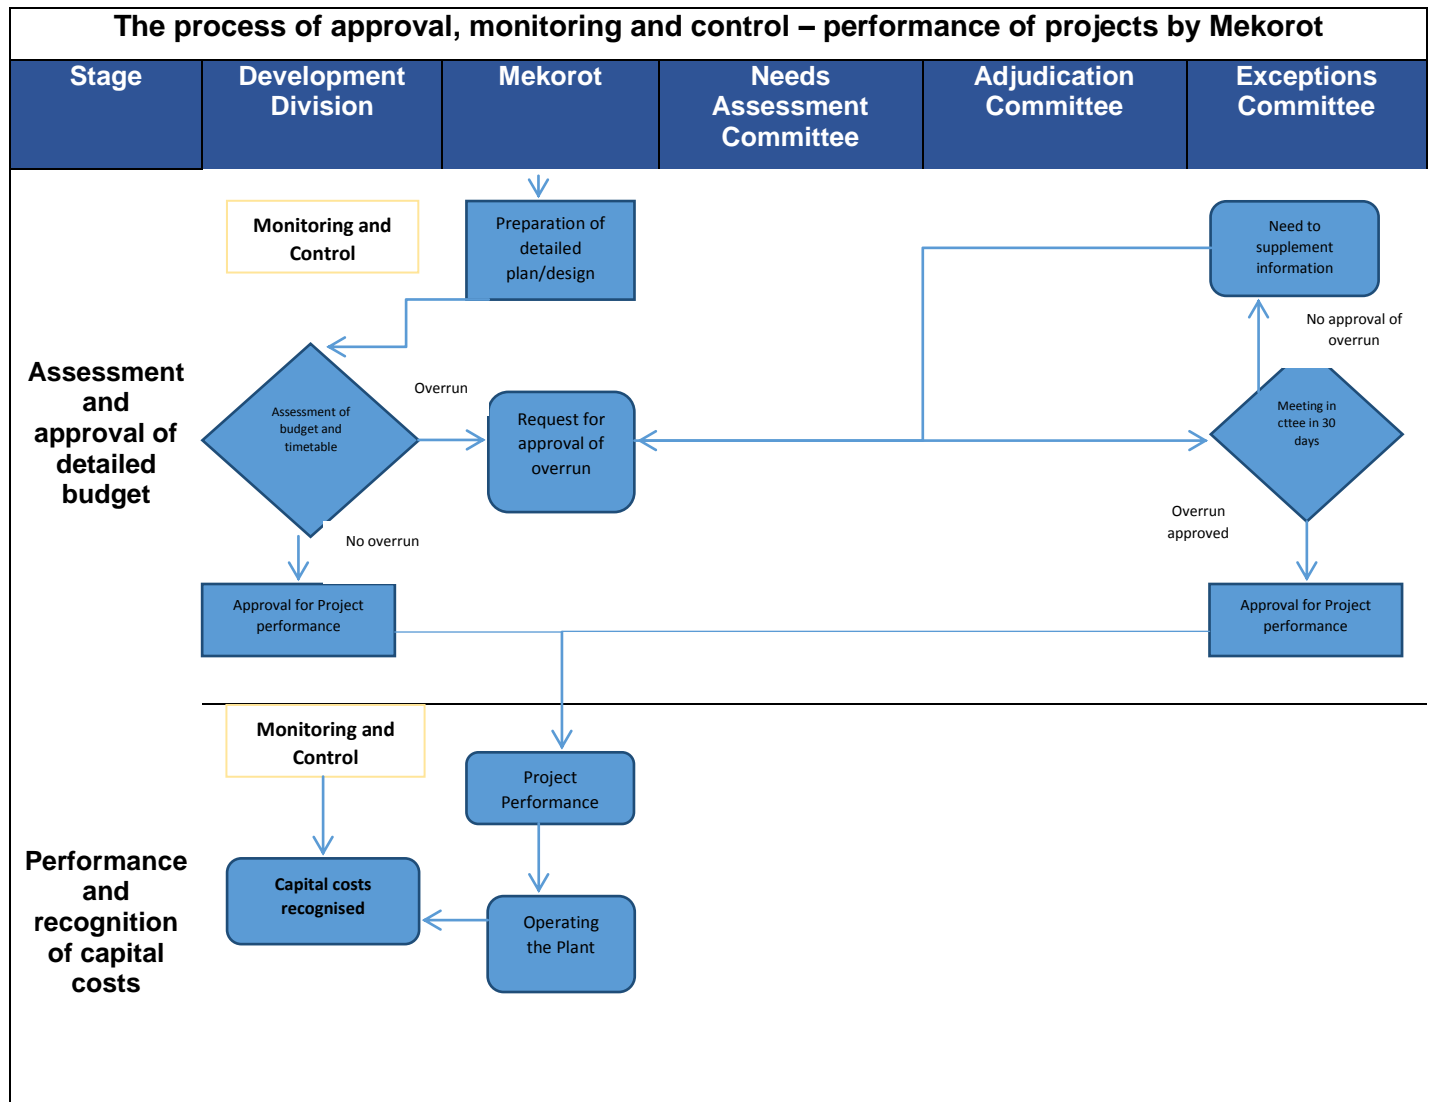 The process of approval, monitoring and control – performance of projects by Mekorot
Stage
Development
Division
Mekorot
Needs
Assessment
Committee
Adjudication
Committee
Exceptions
Committee
Assessment
and
approval of
detailed
budget
Monitoring and
Control
Preparation of
detailed
plan/design
Need to
supplement
information
No approval of
overrun
Assessment of
budget and
timetable
Overrun
Request for
approval of
overrun
Meeting in
cttee in 30
days
No overrun
Overrun
approved
Approval for Project
performance
Approval for Project
performance
Performance
and
recognition
of capital
costs
Monitoring and
Control
Project
Performance
Capital costs
recognised
Operating
the Plant